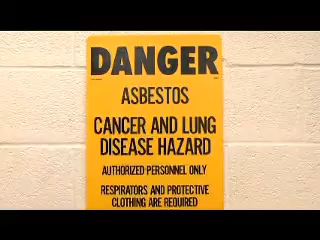 DANGER
ASBESTOS
CANCER AND LUNG
DISEASE HAZARD
AUTHORIZED PERSONNEL ONLY
RESPIRATORS AND PROTECTIVE
CLOTHING ARE REQUIRED